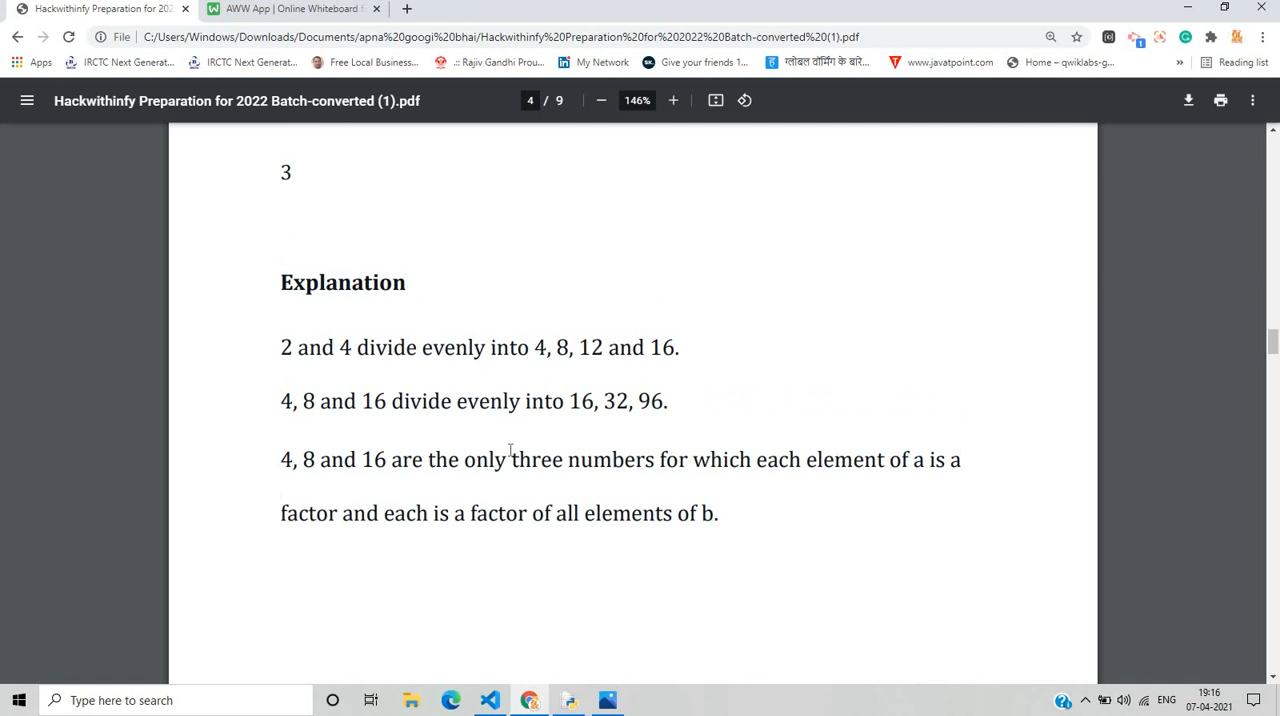 Hackwithinfy Preparation for 202
AWW App | Online Whiteboard f
File C:/Users/Windows/Downloads/Documents/apna%20googi%20bhai/Hackwithinfy%20Preparation%20for%202022%20Batch-converted%20(1).pdf
Apps IRCTC Next Generat... IRCTC Next Generat... Free Local Business... .:: Rajiv Gandhi Prou... My Network Give your friends 1... ग्लोबल वॉर्मिंग के बारे... www.javatpoint.com Home – qwiklabs-g... » Reading list
Hackwithinfy Preparation for 2022 Batch-converted (1).pdf 4 / 9 146%
3
Explanation
2 and 4 divide evenly into 4, 8, 12 and 16.
4, 8 and 16 divide evenly into 16, 32, 96.
4, 8 and 16 are the only three numbers for which each element of a is a
factor and each is a factor of all elements of b.
Type here to search
ENG
19:16
07-04-2021